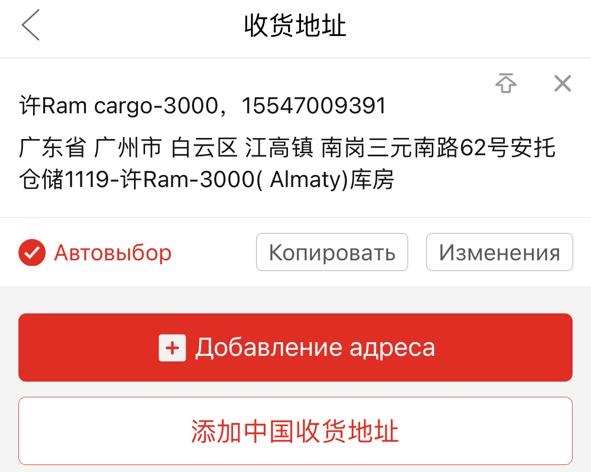 收货地址
许Ram cargo-3000，15547009391
广东省 广州市 白云区 江高镇 南岗三元南路62号安托
仓储1119-许Ram-3000( Almaty)库房
Автовыбор
Копировать
Изменения
Добавление адреса
添加中国收货地址